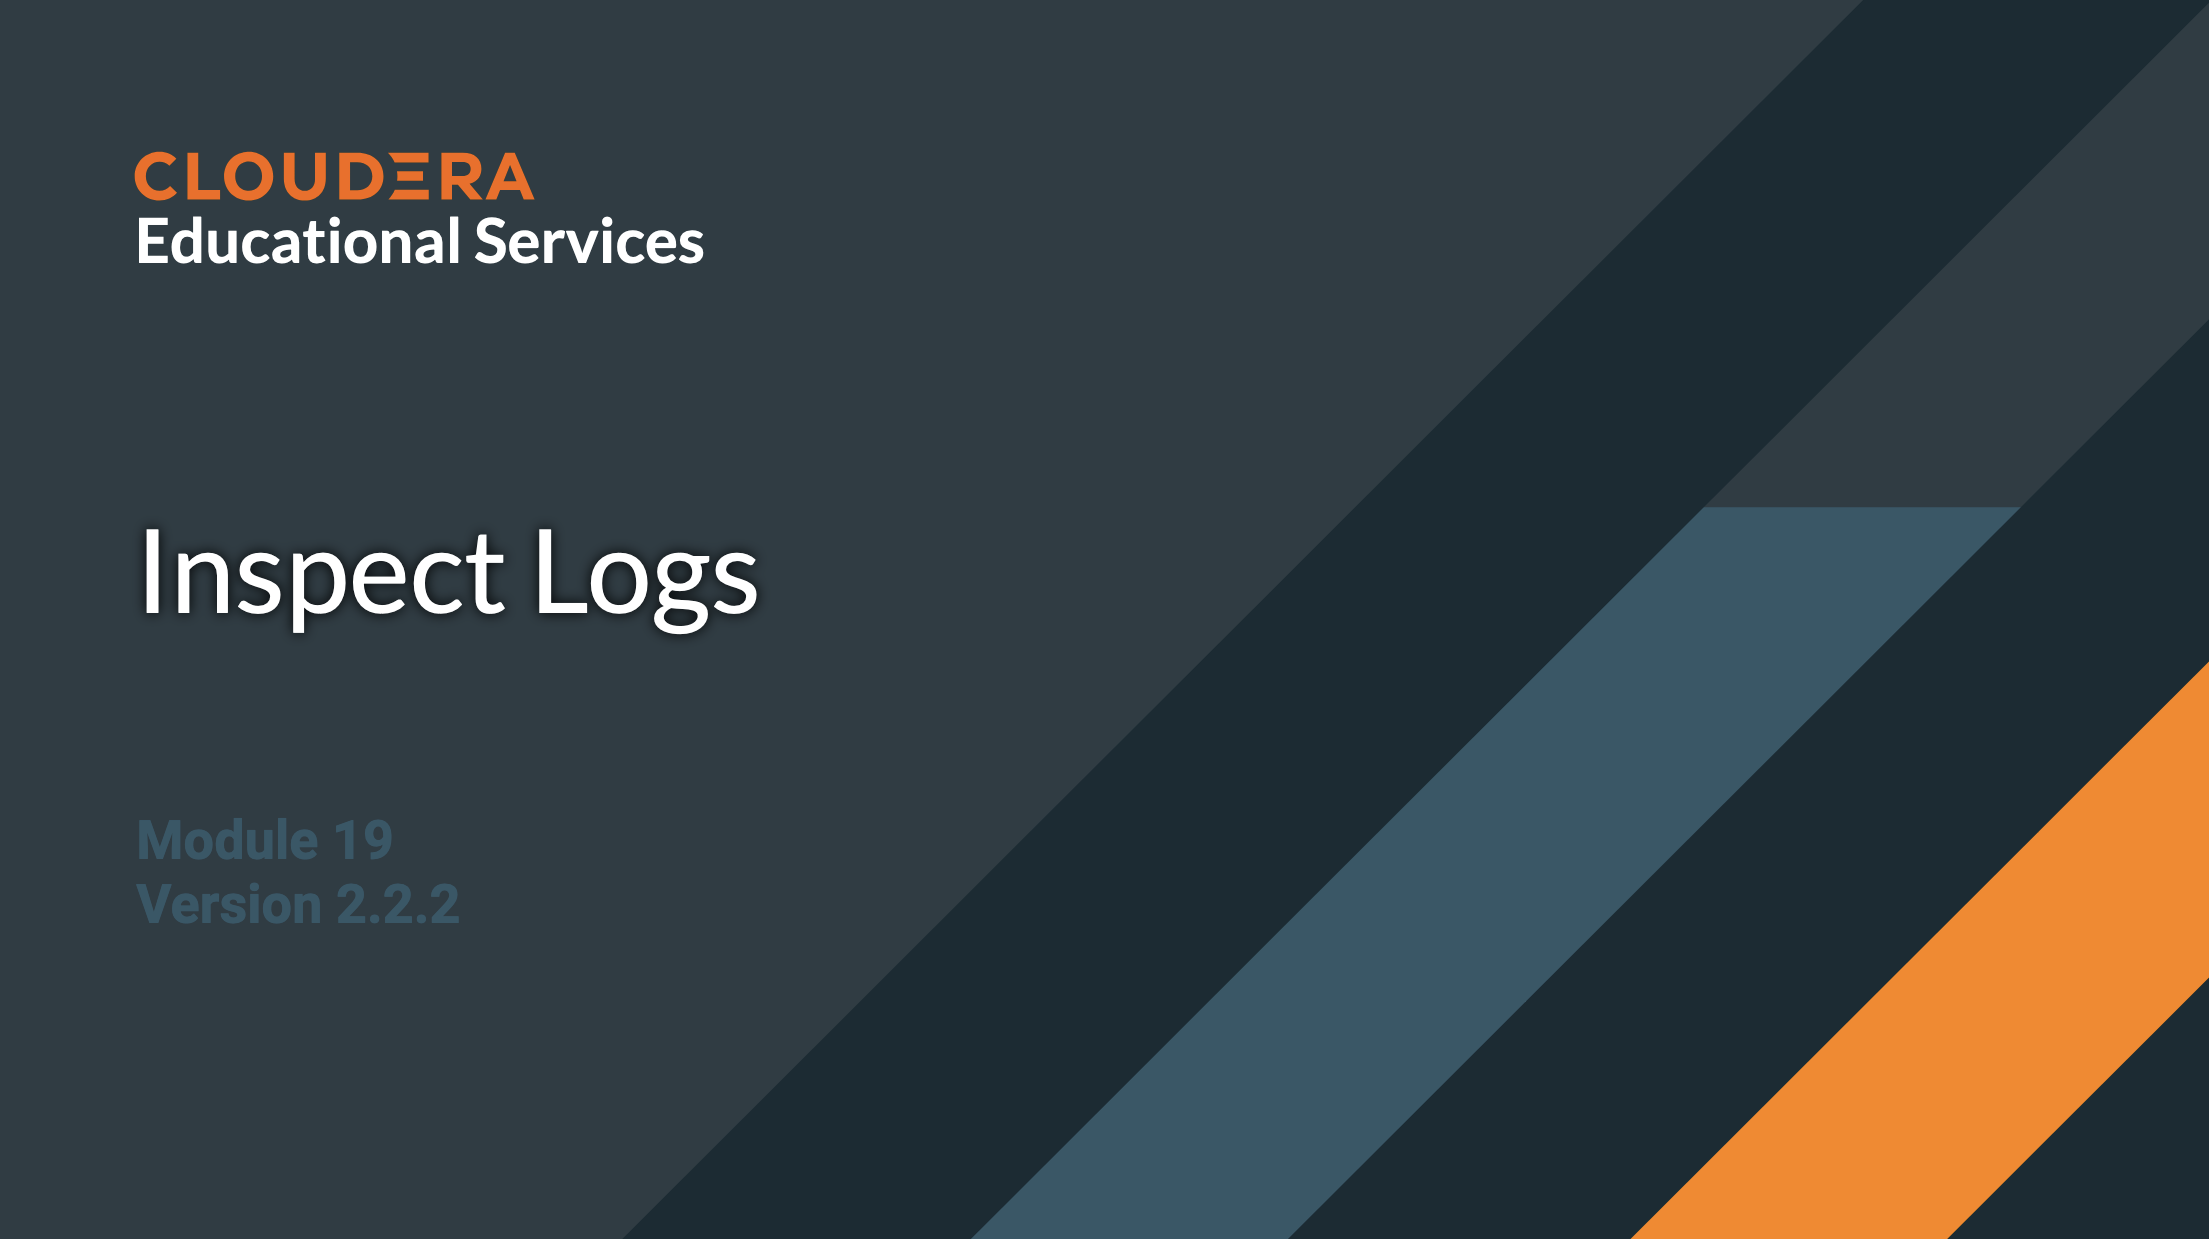 CLOUDERA
Educational Services
Inspect Logs
Module 19
Version 2.2.2